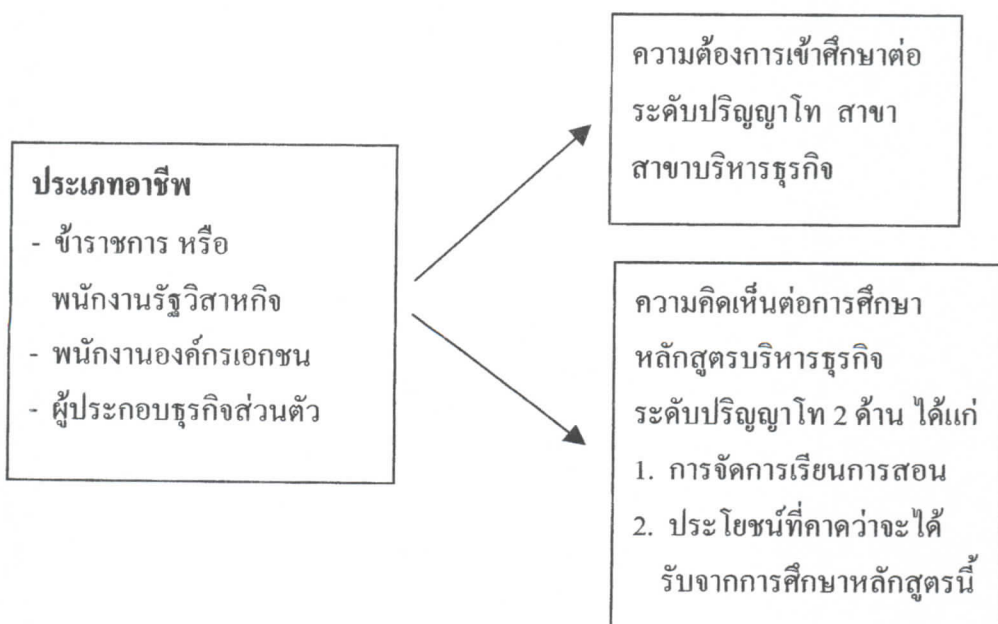 ประเภทอาชีพ
- ข้าราชการ หรือ
พนักงานรัฐวิสาหกิจ
- พนักงานองค์กรเอกชน
- ผู้ประกอบธุรกิจส่วนตัว
ความต้องการเข้าศึกษาต่อ
ระดับปริญญาโท สาขา
สาขาบริหารธุรกิจ
ความคิดเห็นต่อการศึกษา
หลักสูตรบริหารธุรกิจ
ระดับปริญญาโท 2 ด้าน ได้แก่
1. การจัดการเรียนการสอน
2. ประโยชน์ที่คาดว่าจะได้
รับจากการศึกษาหลักสูตรนี้